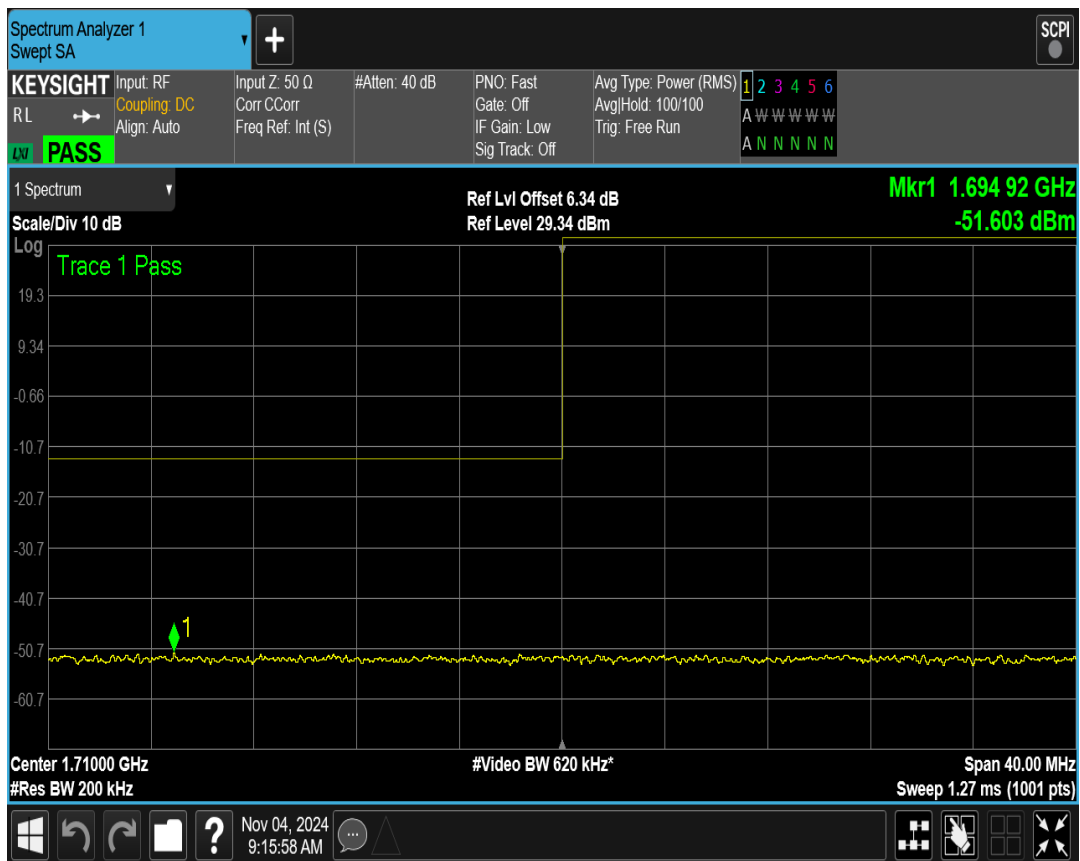 Spectrum Analyzer 1
Swept SA
+
SCPI
KEYSIGHT
RL
LXI PASS
Input: RF
Coupling: DC
Align: Auto
Input Z: 50 Ω
Corr CCorr
Freq Ref: Int (S)
#Atten: 40 dB
PNO: Fast
Gate: Off
IF Gain: Low
Sig Track: Off
Avg Type: Power (RMS)
Avg|Hold: 100/100
Trig: Free Run
1 2 3 4 5 6
A W W W W W
A N N N N N
1 Spectrum
Scale/Div 10 dB
Ref Lvl Offset 6.34 dB
Ref Level 29.34 dBm
Mkr1 1.694 92 GHz
-51.603 dBm
Log
Trace 1 Pass
19.3
9.34
-0.66
-10.7
-20.7
-30.7
-40.7
1
-50.7
-60.7
Center 1.71000 GHz
#Video BW 620 kHz*
Span 40.00 MHz
#Res BW 200 kHz
Sweep 1.27 ms (1001 pts)
?
Nov 04, 2024
9:15:58 AM